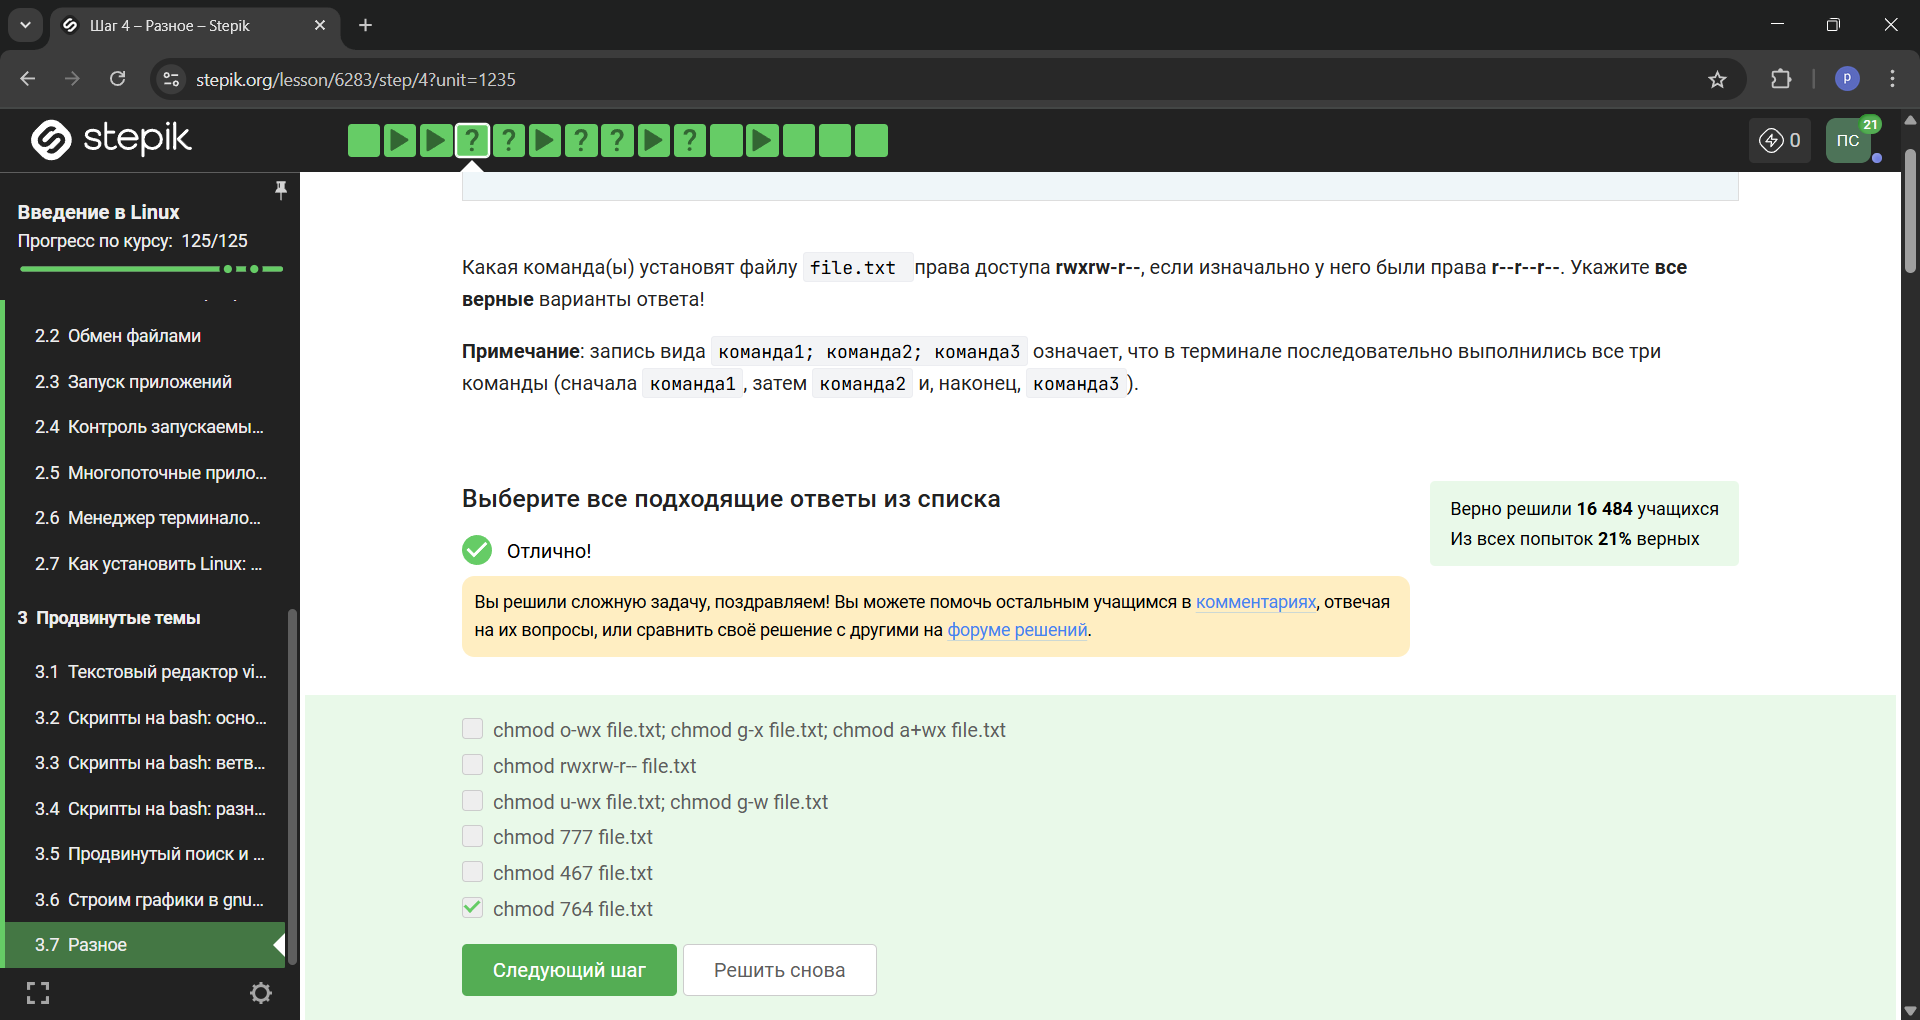 Шаг 4 – Разное – Stepik
stepik.org/lesson/6283/step/4?unit=1235
P
stepik
?
?
?
?
?
0
ПС
21
Введение в Linux
Прогресс по курсу: 125/125
2.2 Обмен файлами
2.3 Запуск приложений
2.4 Контроль запускаемы...
2.5 Многопоточные прило...
2.6 Менеджер терминало...
2.7 Как установить Linux: ...
3 Продвинутые темы
3.1 Текстовый редактор vi...
3.2 Скрипты на bash: осно...
3.3 Скрипты на bash: ветв...
3.4 Скрипты на bash: разн...
3.5 Продвинутый поиск и ...
3.6 Строим графики в gnu...
3.7 Разное
Какая команда(ы) установят файлу file.txt права доступа rwxrw-r--, если изначально у него были права r--r--r--. Укажите все
верные варианты ответа!
Примечание: запись вида команда1; команда2; команда3 означает, что в терминале последовательно выполнились все три
команды (сначала команда1, затем команда2 и, наконец, команда3).
Выберите все подходящие ответы из списка
Верно решили 16 484 учащихся
Из всех попыток 21% верных
Отлично!
Вы решили сложную задачу, поздравляем! Вы можете помочь остальным учащимся в комментариях, отвечая
на их вопросы, или сравнить своё решение с другими на форуме решений.
chmod o-wx file.txt; chmod g-x file.txt; chmod a+wx file.txt
chmod rwxrw-r-- file.txt
chmod u-wx file.txt; chmod g-w file.txt
chmod 777 file.txt
chmod 467 file.txt
chmod 764 file.txt
Следующий шаг
Решить снова